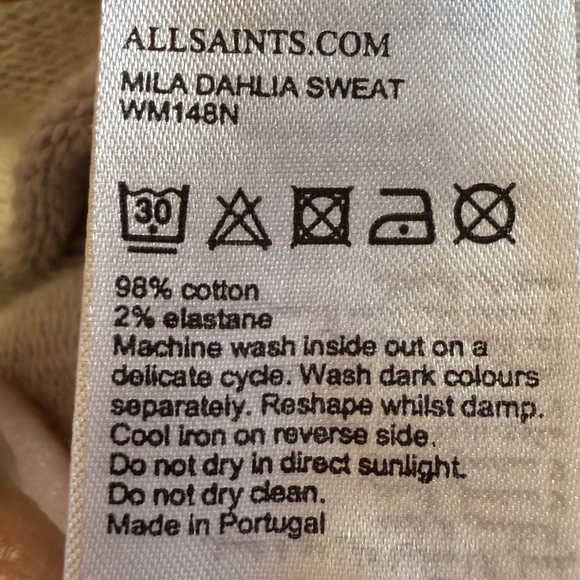 ALLSAINTS.COM
MILA DAHLIA SWEAT
WM148N
30
98% cotton
2% elastane
Machine wash inside out on a
delicate cycle. Wash dark colours
separately. Reshape whilst damp.
Cool iron on reverse side.
Do not dry in direct sunlight.
Do not dry clean.
Made in Portugal